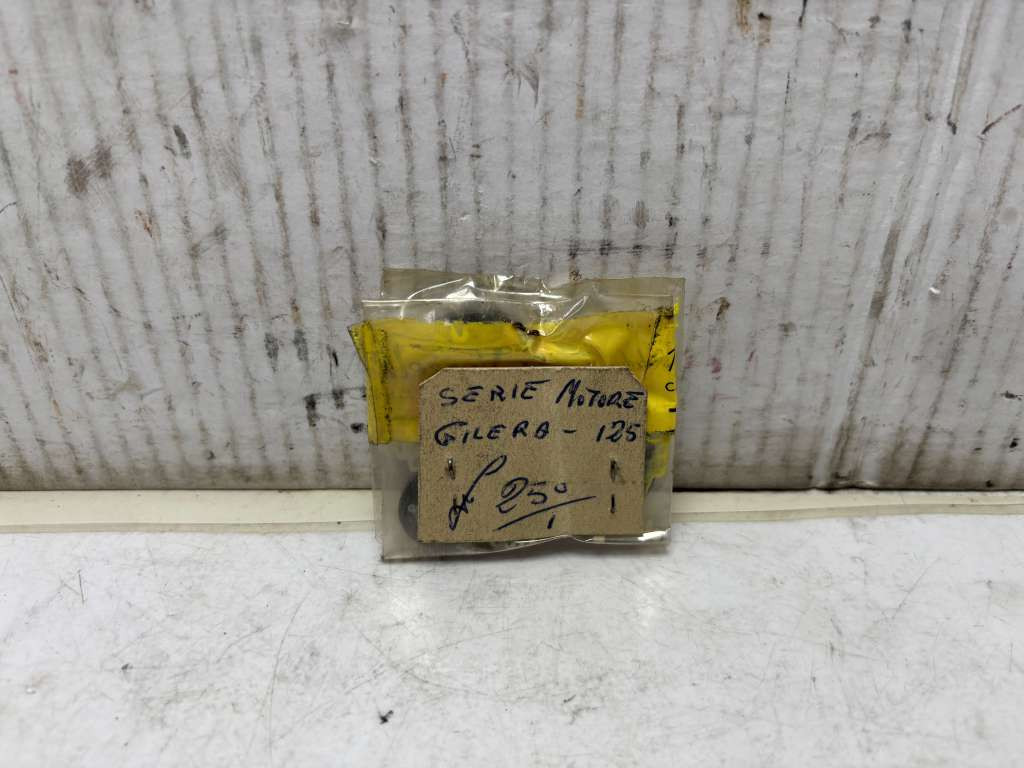 SERIE MOTORE
GILERA - 125
£ 250